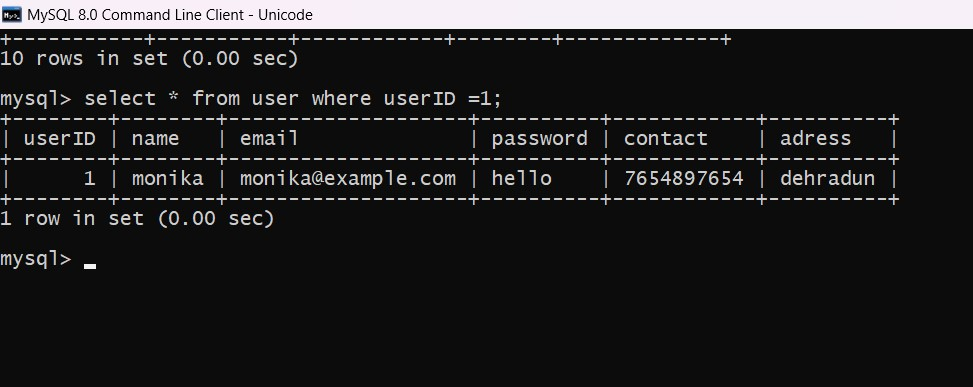 MySQL 8.0 Command Line Client - Unicode
+-----------+------------+------------+--------+-------------+
10 rows in set (0.00 sec)
mysql> select * from user where userID =1;
+--------+--------+--------------------+----------+------------+----------+
| userID | name   | email              | password | contact    | adress   |
+--------+--------+--------------------+----------+------------+----------+
|      1 | monika | monika@example.com | hello    | 7654897654 | dehradun |
+--------+--------+--------------------+----------+------------+----------+
1 row in set (0.00 sec)
mysql> _